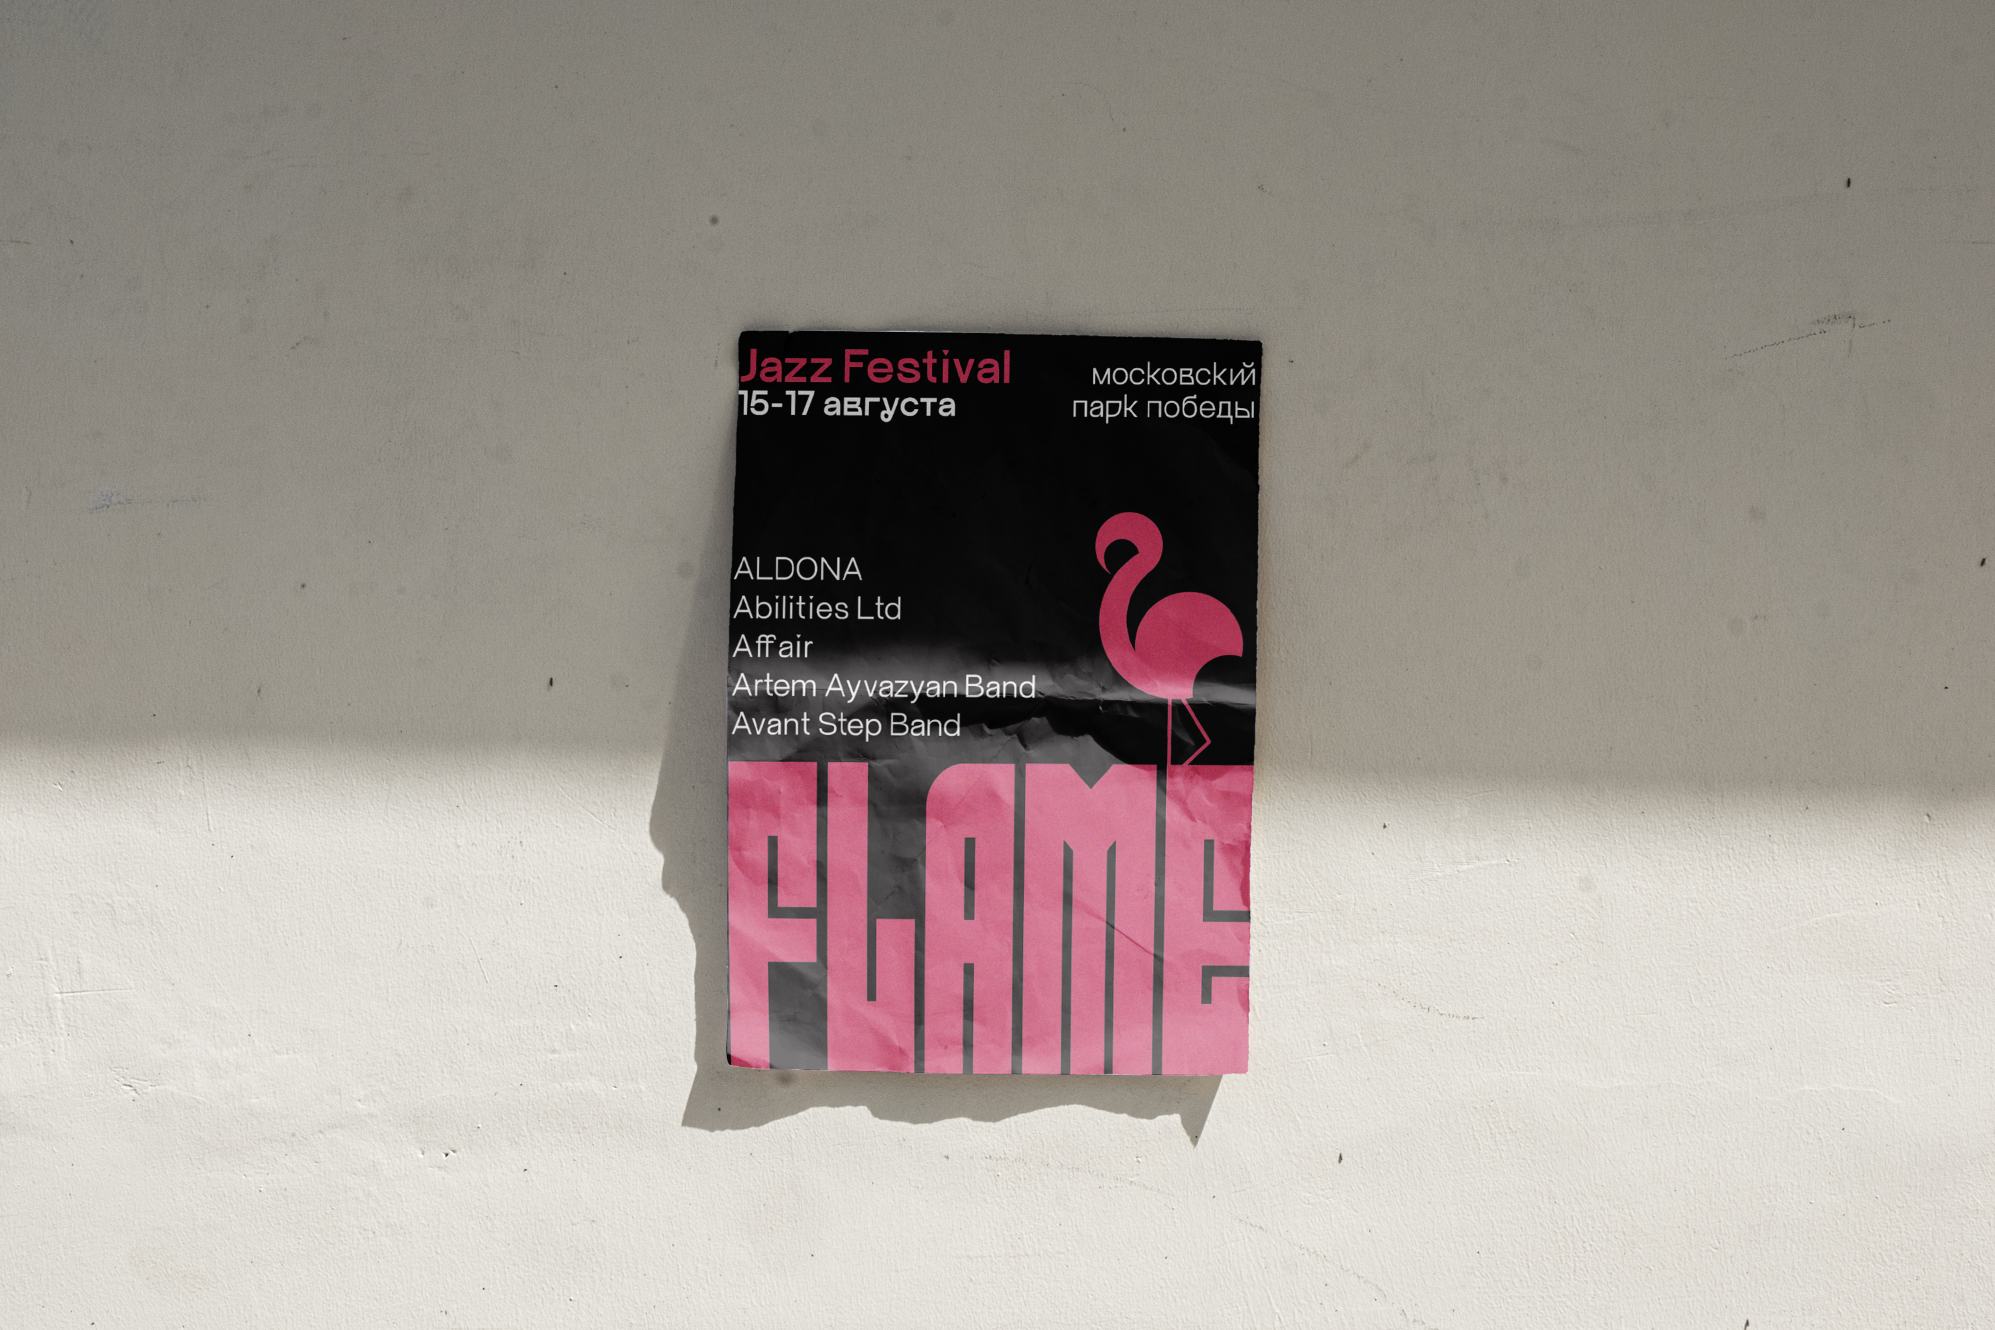 Jazz Festival
15-17 августа
московский
парк победы
ALDONA
Abilities Ltd
Affair
Artem Ayvazyan Band
Avant Step Band
FLAME